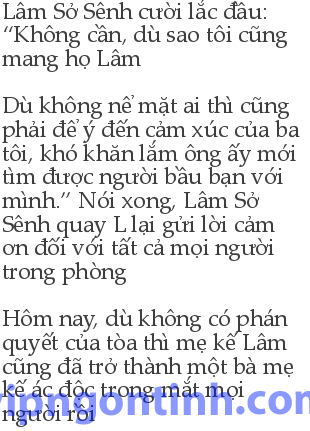 Lâm Sở Sênh cười lắc đầu:
“Không cần, dù sao tôi cũng
mang họ Lâm
Dù không nể mặt ai thì cũng
phải để ý đến cảm xúc của ba
tôi, khó khăn lắm ông ấy mới
tìm được người bầu bạn với
mình.” Nói xong, Lâm Sở
Sênh quay L lại gửi lời cảm
ơn đối với tất cả mọi người
trong phòng
Hôm nay, dù không có phán
quyết của tòa thì mẹ kế Lâm
cũng đã trở thành một bà mẹ
kế ác độc trong mắt mọi
người rồi
vipngontinh.com